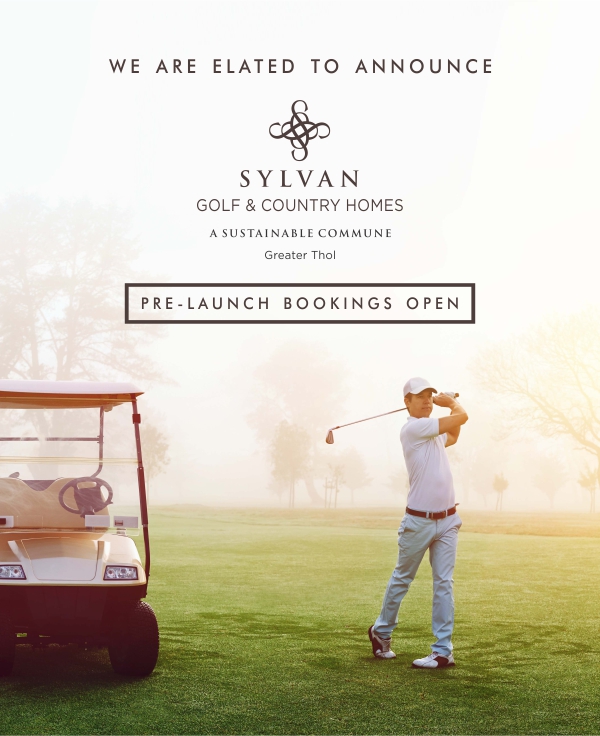 WE ARE ELATED TO ANNOUNCE
SYLVAN
GOLF & COUNTRY HOMES
A SUSTAINABLE COMMUNE
Greater Thol
PRE-LAUNCH BOOKINGS OPEN